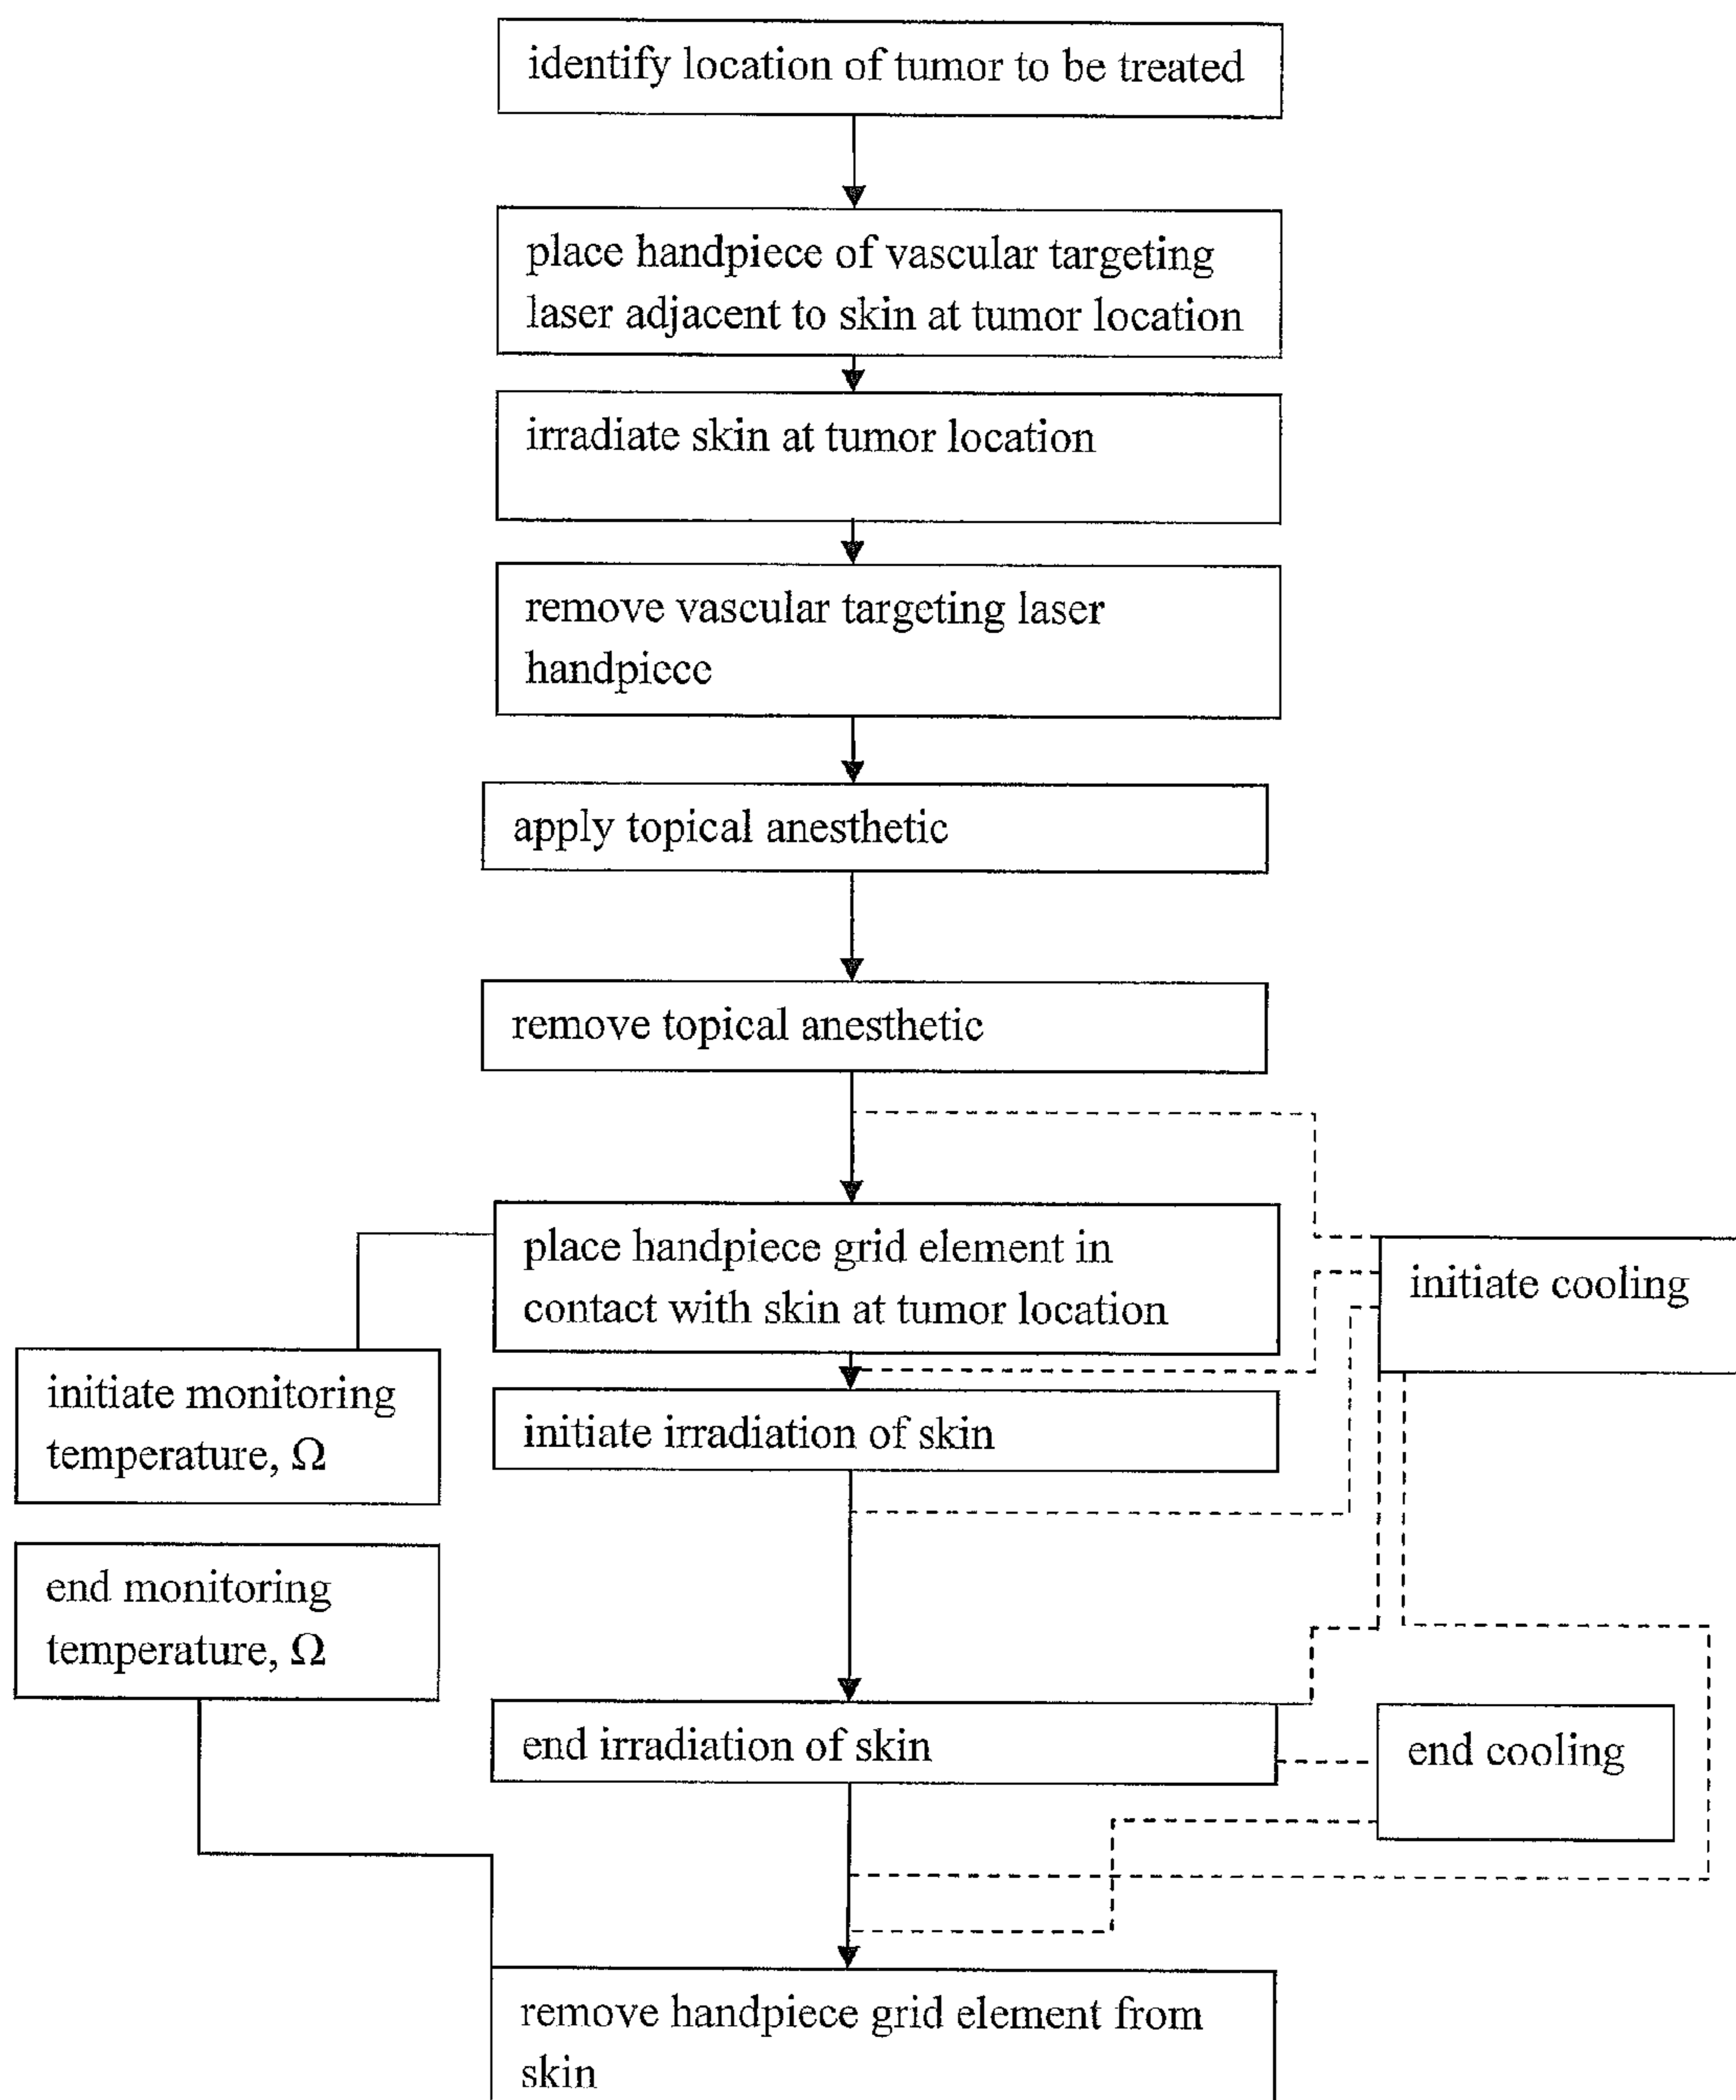 identify location of tumor to be treated
place handpiece of vascular targeting
laser adjacent to skin at tumor location
irradiate skin at tumor location
remove vascular targeting laser
handpiece
apply topical anesthetic
remove topical anesthetic
place handpiece grid element in
contact with skin at tumor location
initiate cooling
initiate monitoring
temperature, Ω
initiate irradiation of skin
end monitoring
temperature, Ω
end irradiation of skin
end cooling
remove handpiece grid element from
skin